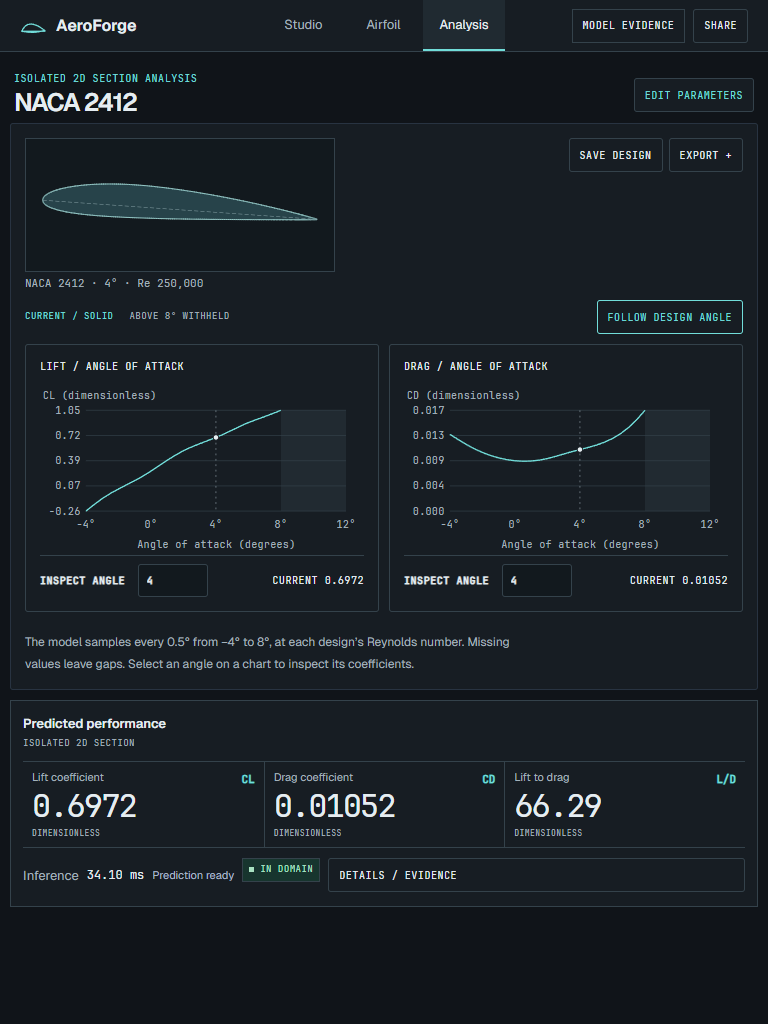 AeroForge
Studio
Airfoil
Analysis
MODEL EVIDENCE
SHARE
ISOLATED 2D SECTION ANALYSIS
NACA 2412
EDIT PARAMETERS
SAVE DESIGN
EXPORT +
NACA 2412 · 4° · Re 250,000
CURRENT / SOLID
ABOVE 8° WITHHELD
FOLLOW DESIGN ANGLE
LIFT / ANGLE OF ATTACK
CL (dimensionless)
1.05
0.72
0.39
0.07
-0.26
-4° 0° 4° 8° 12°
Angle of attack (degrees)
INSPECT ANGLE 4 CURRENT 0.6972
DRAG / ANGLE OF ATTACK
CD (dimensionless)
0.017
0.013
0.009
0.004
0.000
-4° 0° 4° 8° 12°
Angle of attack (degrees)
INSPECT ANGLE 4 CURRENT 0.01052
The model samples every 0.5° from −4° to 8°, at each design's Reynolds number. Missing
values leave gaps. Select an angle on a chart to inspect its coefficients.
Predicted performance
ISOLATED 2D SECTION
Lift coefficient CL
0.6972
DIMENSIONLESS
Drag coefficient CD
0.01052
DIMENSIONLESS
Lift to drag L/D
66.29
DIMENSIONLESS
Inference 34.10 ms Prediction ready
IN DOMAIN
DETAILS / EVIDENCE